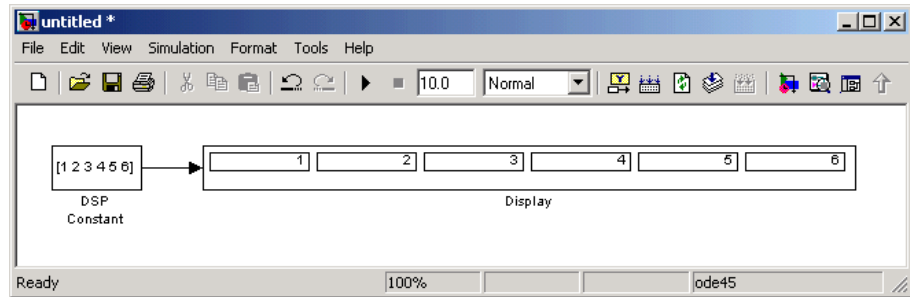 untitled *
File Edit View Simulation Format Tools Help
10.0 Normal
[1 2 3 4 5 6] 1 2 3 4 5 6
DSP
Constant
Display
Ready 100% ode45